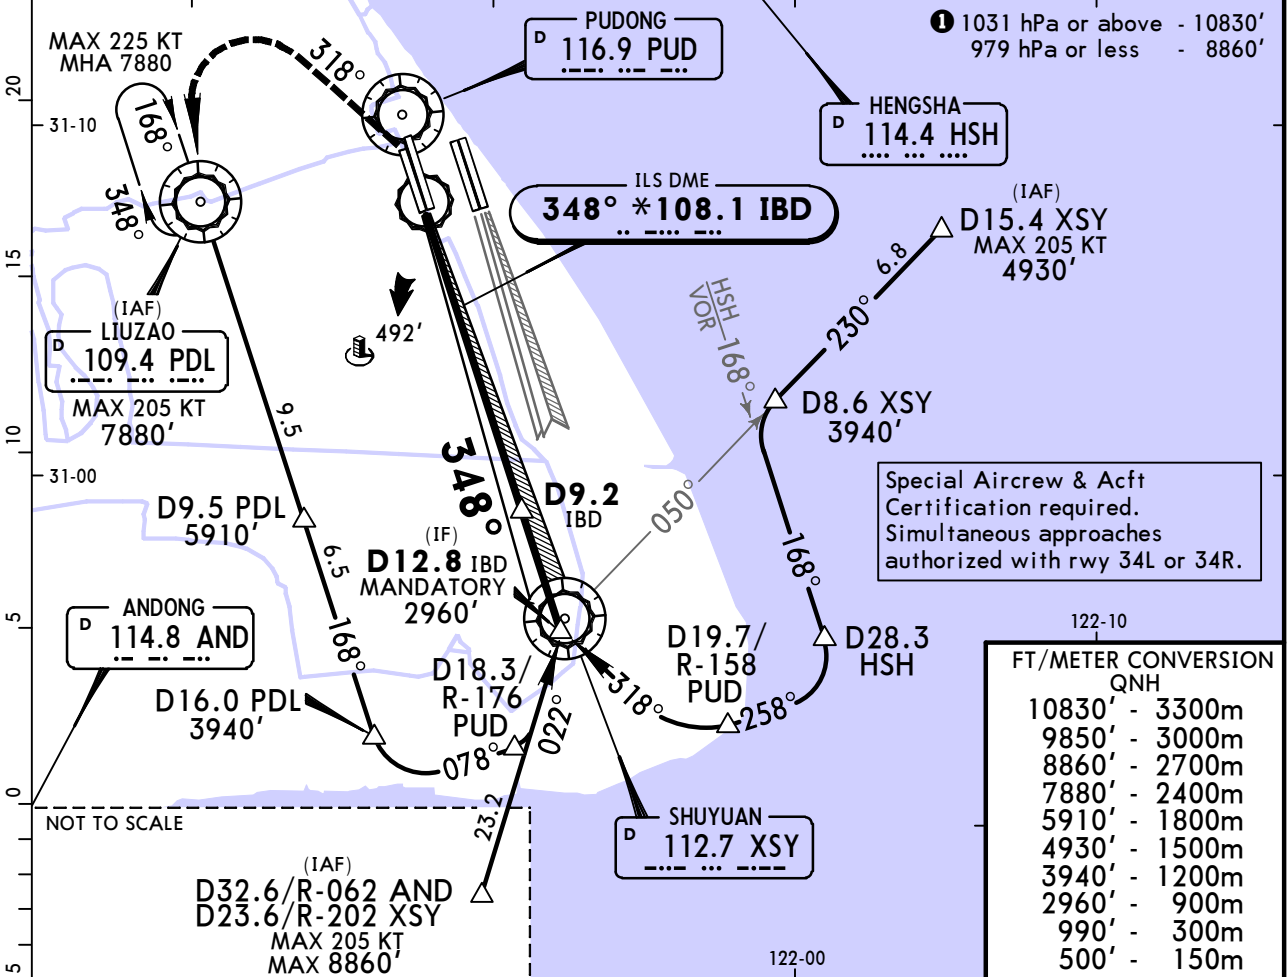 PUDONG
D 116.9 PUD
❶ 1031 hPa or above - 10830′
979 hPa or less - 8860′
MAX 225 KT
MHA 7880
318°
20
31-10
168°
348°
HENGSHA
D 114.4 HSH
ILS DME
348° *108.1 IBD
(IAF)
D15.4 XSY
MAX 205 KT
4930′
6.8
230°
15
(IAF)
LIUZAO
D 109.4 PDL
MAX 205 KT
7880′
492′
HSH
VOR
168°
D8.6 XSY
3940′
9.5
10
31-00
348°
D9.5 PDL
5910′
D9.2
IBD
050°
Special Aircrew & Acft
Certification required.
Simultaneous approaches
authorized with rwy 34L or 34R.
(IF)
D12.8 IBD
MANDATORY
2960′
6.5
168°
168°
5
ANDONG
D 114.8 AND
D16.0 PDL
3940′
D18.3/
R-176
PUD
078°
022°
318°
D19.7/
R-158
PUD
258°
D28.3
HSH
122-10
FT/METER CONVERSION
QNH
10830′ - 3300m
9850′ - 3000m
8860′ - 2700m
7880′ - 2400m
5910′ - 1800m
4930′ - 1500m
3940′ - 1200m
2960′ - 900m
990′ - 300m
500′ - 150m
0
NOT TO SCALE
23.2
SHUYUAN
D 112.7 XSY
(IAF)
D32.6/R-062 AND
D23.6/R-202 XSY
MAX 205 KT
MAX 8860′
5
122-00